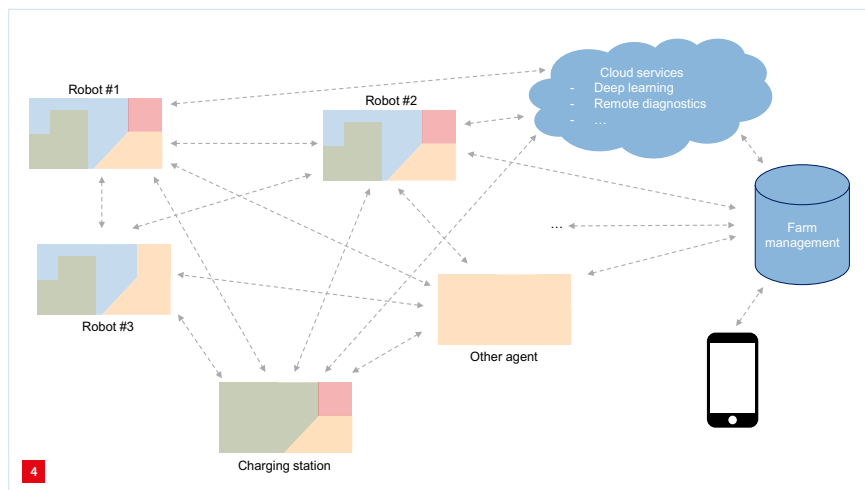 Robot #1
Robot #2
Cloud services
- Deep learning
- Remote diagnostics
- …
...
Farm
management
Robot #3
Other agent
Charging station
4